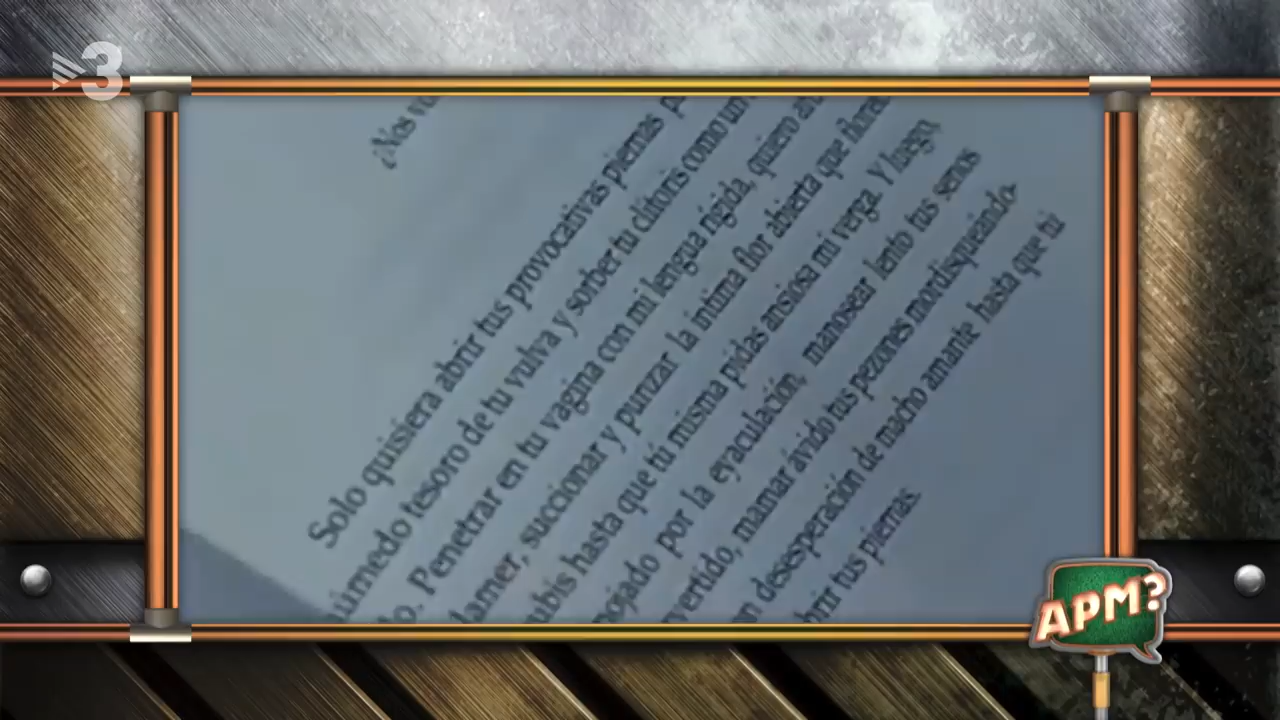 3
¿Nos
Solo quisiera abrir tus provocativas piernas
húmedo tesoro de tu vulva y sorber tu clítoris como un
Penetrar en tu vagina con mi lengua rígida, quiero
lamer, succionar y punzar la íntima flor abierta que
hasta que tú misma pidas ansiosa mi verga. Y luego,
por la eyaculación, manosear lento tus senos
mamar ávido tus pezones mordisqueando
desesperación de macho amante hasta que tú
tus piernas.
APM?